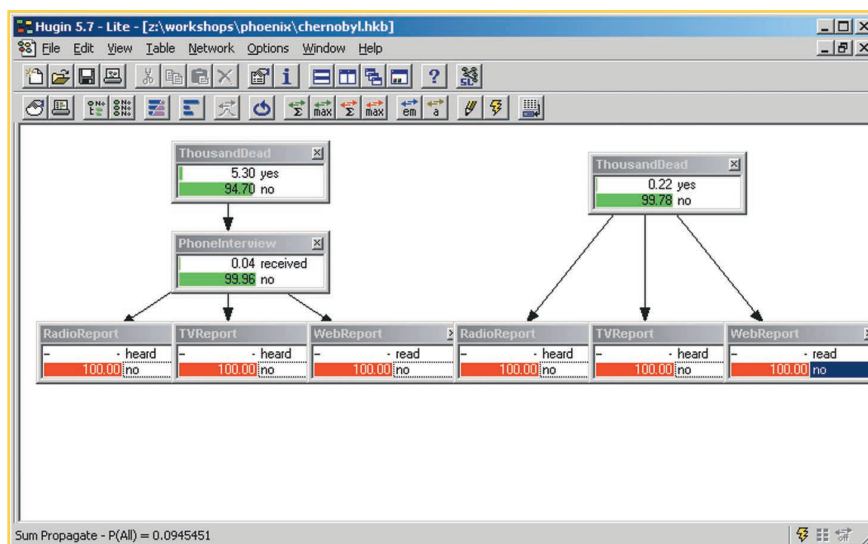 Hugin 5.7 - Lite - [z:\workshops\phoenix\chernobyl.hkb]
File Edit View Table Network Options Window Help
ThousandDead
5.30 yes
94.70 no
ThousandDead
0.22 yes
99.78 no
PhoneInterview
0.04 received
99.96 no
RadioReport TVReport WebReport RadioReport TVReport WebReport
- - heard - - heard - - read - - heard - - heard - - read
100.00 no 100.00 no 100.00 no 100.00 no 100.00 no 100.00 no
Sum Propagate - P(All) = 0.0945451